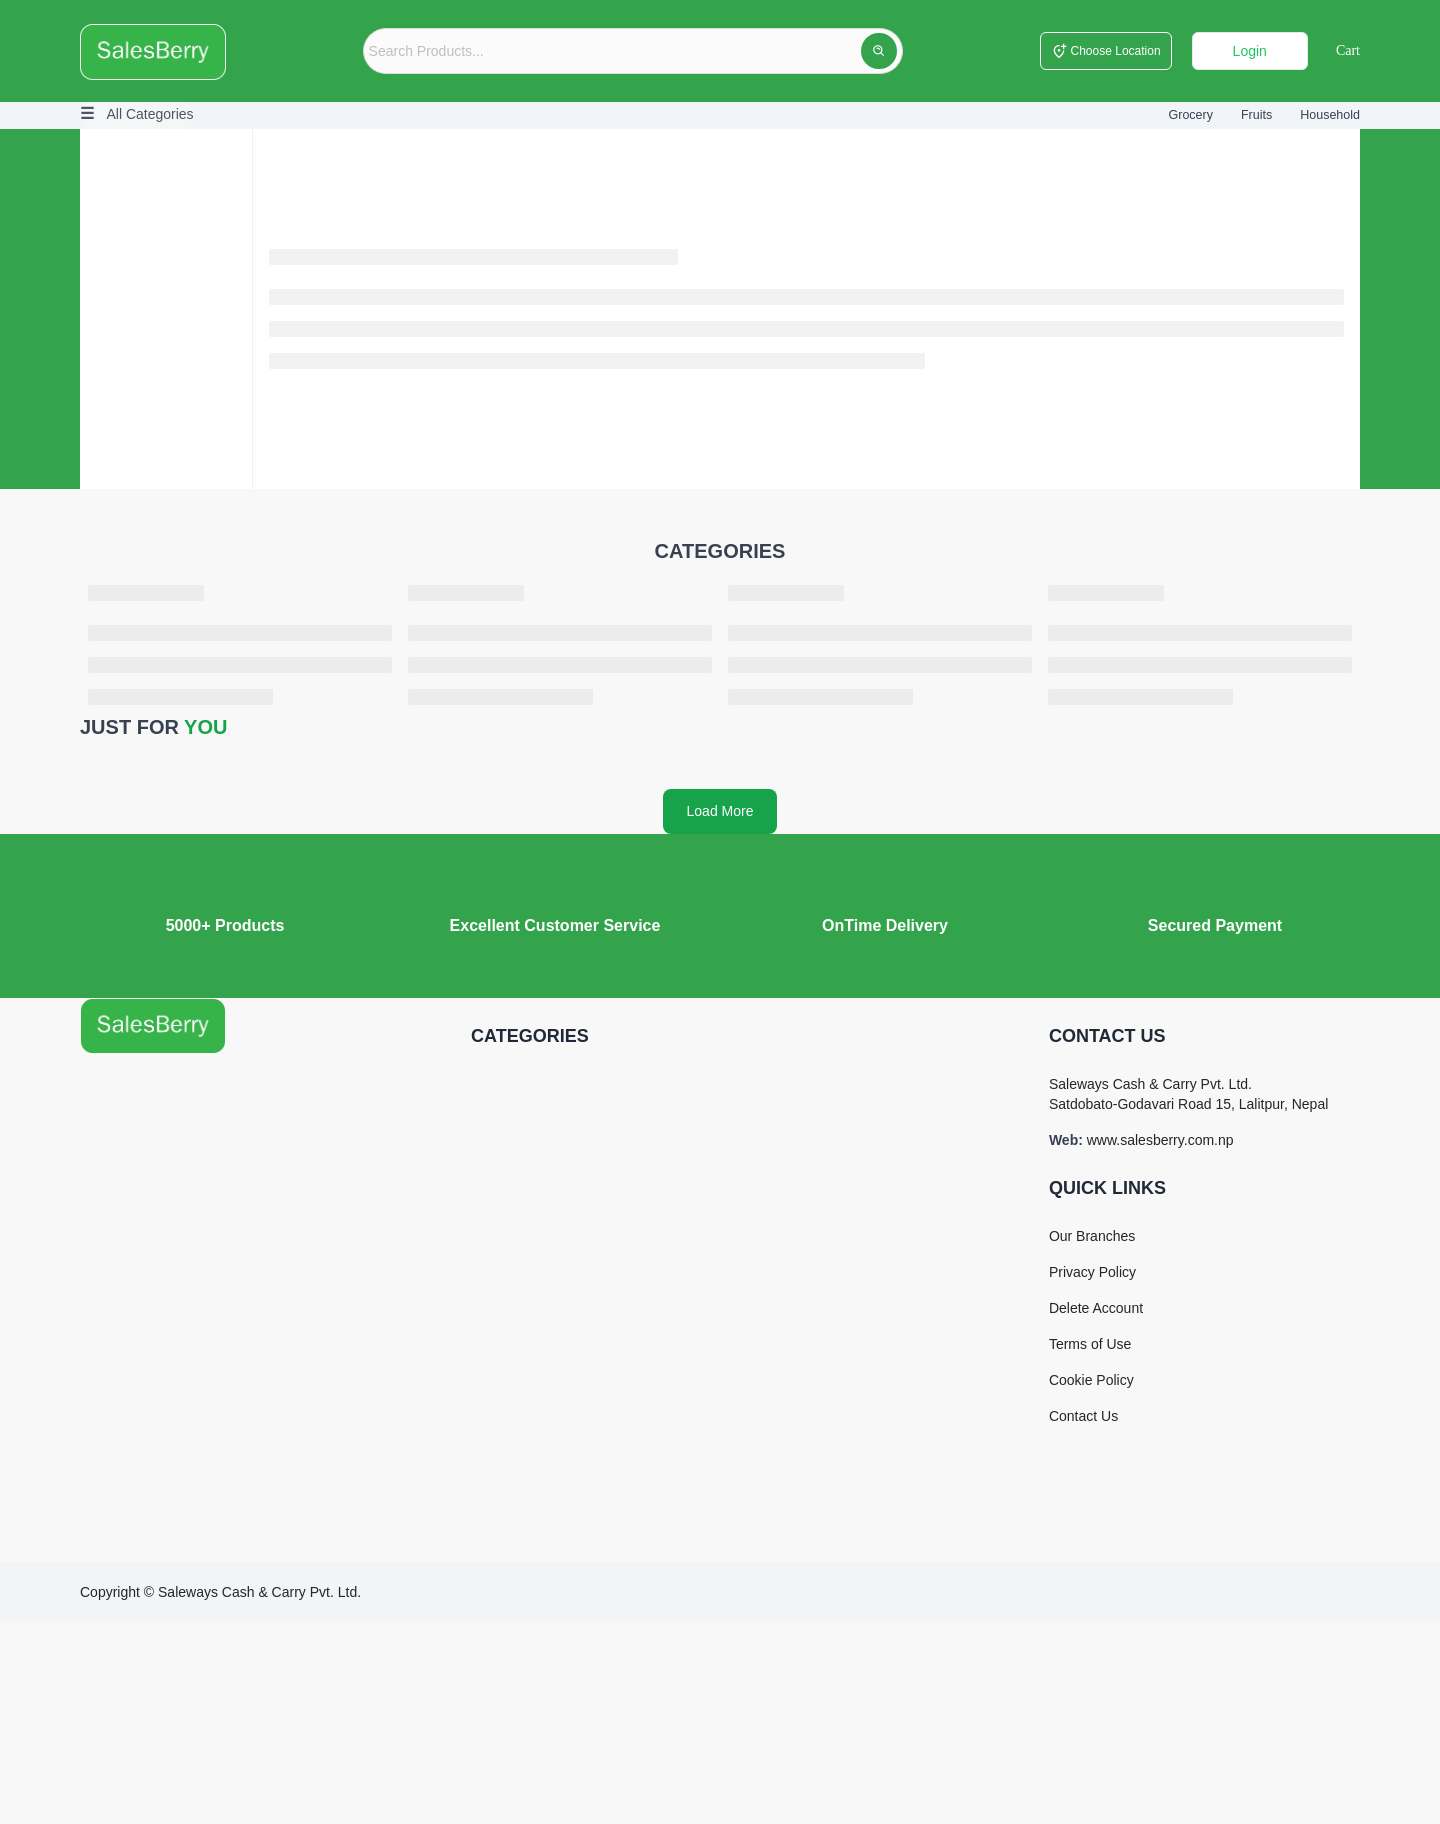 SalesBerry
Search Products...
Choose Location
Login
Cart
All Categories
Grocery
Fruits
Household
CATEGORIES
JUST FOR YOU
Load More
5000+ Products
Excellent Customer Service
OnTime Delivery
Secured Payment
SalesBerry
CATEGORIES
CONTACT US
Saleways Cash & Carry Pvt. Ltd.
Satdobato-Godavari Road 15, Lalitpur, Nepal
Web: www.salesberry.com.np
QUICK LINKS
Our Branches
Privacy Policy
Delete Account
Terms of Use
Cookie Policy
Contact Us
Copyright © Saleways Cash & Carry Pvt. Ltd.